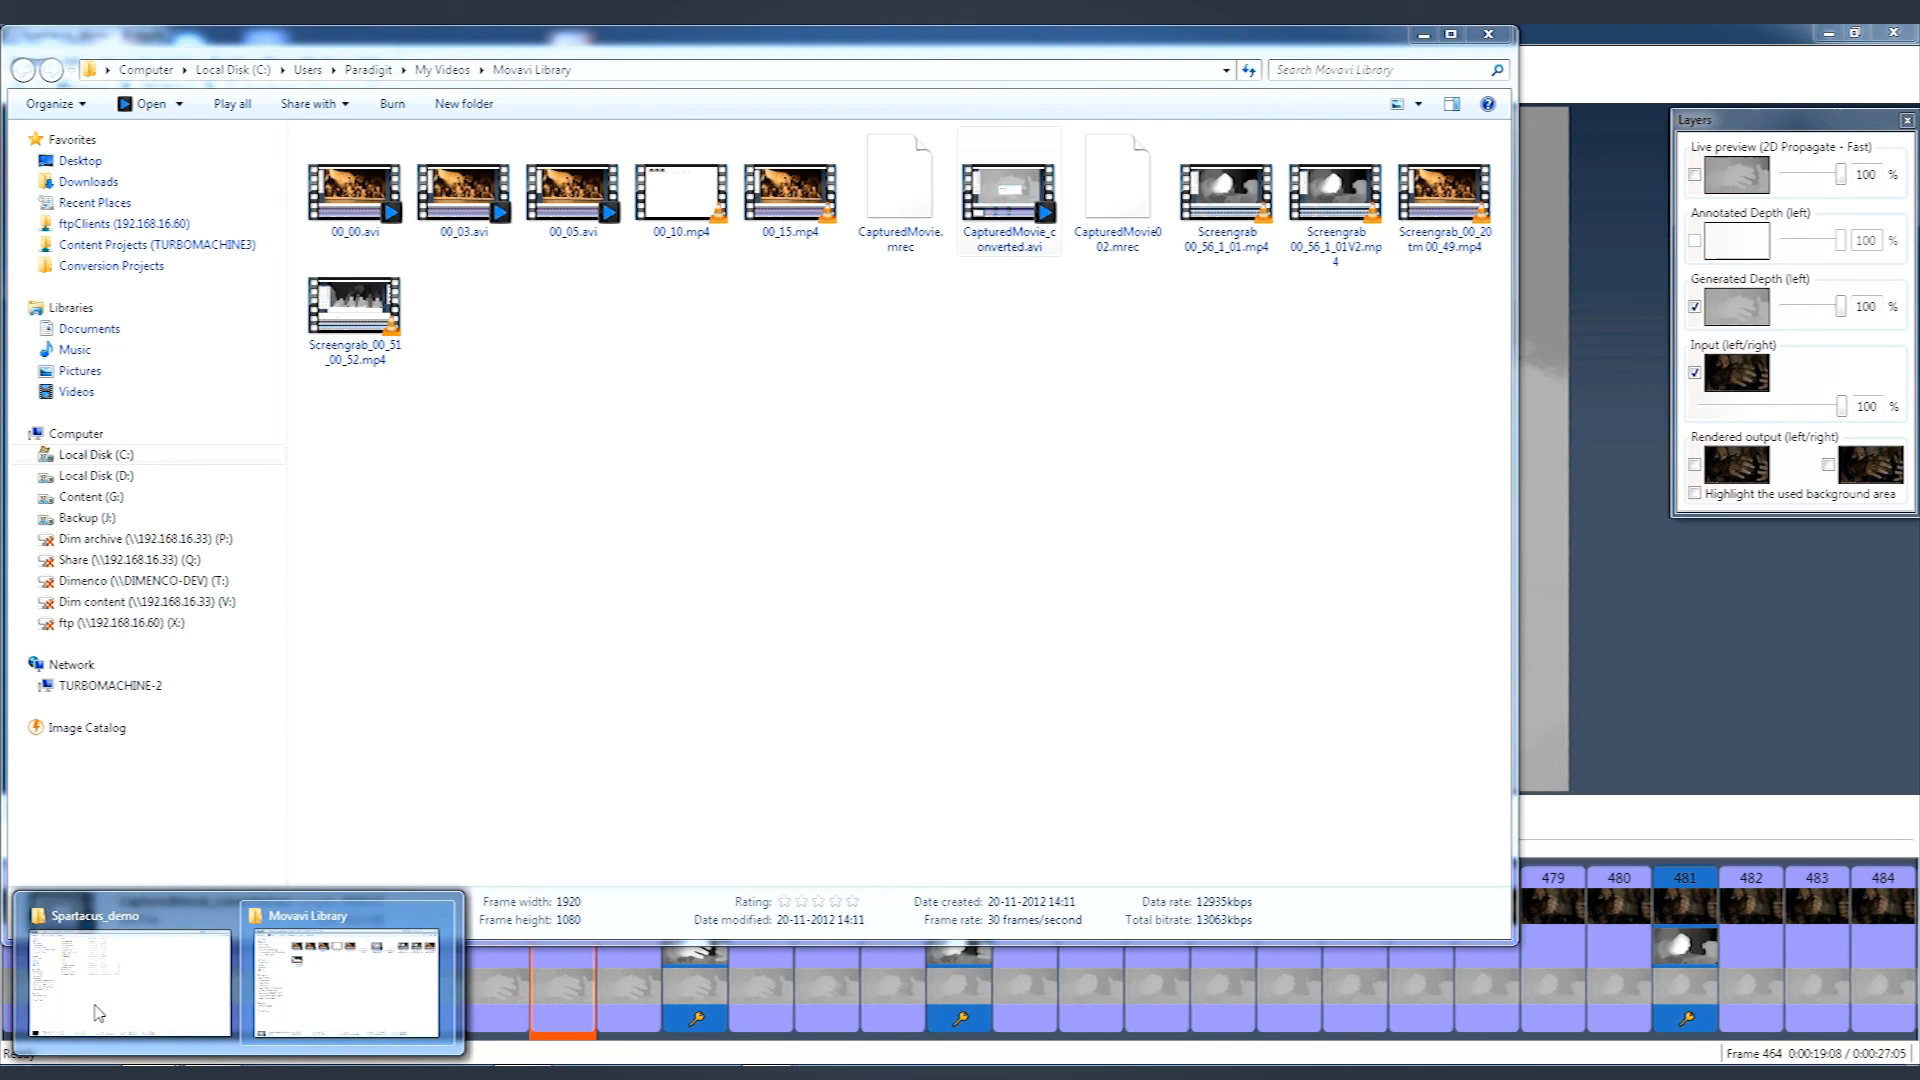 Computer
Local Disk (C:)
Users
Paradigit
My Videos
Movavi Library
Search Movavi Library
Organize
Open
Play all
Share with
Burn
New folder
Favorites
Desktop
Downloads
Recent Places
ftpClients (192.168.16.60)
Content Projects (TURBOMACHINE3)
Conversion Projects
Libraries
Documents
Music
Pictures
Videos
Computer
Local Disk (C:)
Local Disk (D:)
Content (G:)
Backup (J:)
Dim archive (\\192.168.16.33) (P:)
Share (\\192.168.16.33) (Q:)
Dimenco (\\DIMENCO-DEV) (T:)
Dim content (\\192.168.16.33) (V:)
ftp (\\192.168.16.60) (X:)
Network
TURBOMACHINE-2
Image Catalog
00_00.avi
00_03.avi
00_05.avi
00_10.mp4
00_15.mp4
CapturedMovie.
mrec
CapturedMovie_c
onverted.avi
CapturedMovie0
02.mrec
Screengrab
00_56_1_01.mp4
Screengrab
00_56_1_01V2.mp
4
Screengrab_00_20
tm 00_49.mp4
Screengrab_00_51
_00_52.mp4
Layers
Live preview (2D Propagate - Fast)
100 %
Annotated Depth (left)
100 %
Generated Depth (left)
100 %
Input (left/right)
100 %
Rendered output (left/right)
Highlight the used background area
Frame width: 1920
Frame height: 1080
Rating:
Date modified: 20-11-2012 14:11
Date created: 20-11-2012 14:11
Frame rate: 30 frames/second
Data rate: 12935kbps
Total bitrate: 13063kbps
479
480
481
482
483
484
Spartacus_demo
Movavi Library
Frame 464 0:00:19:08 / 0:00:27:05